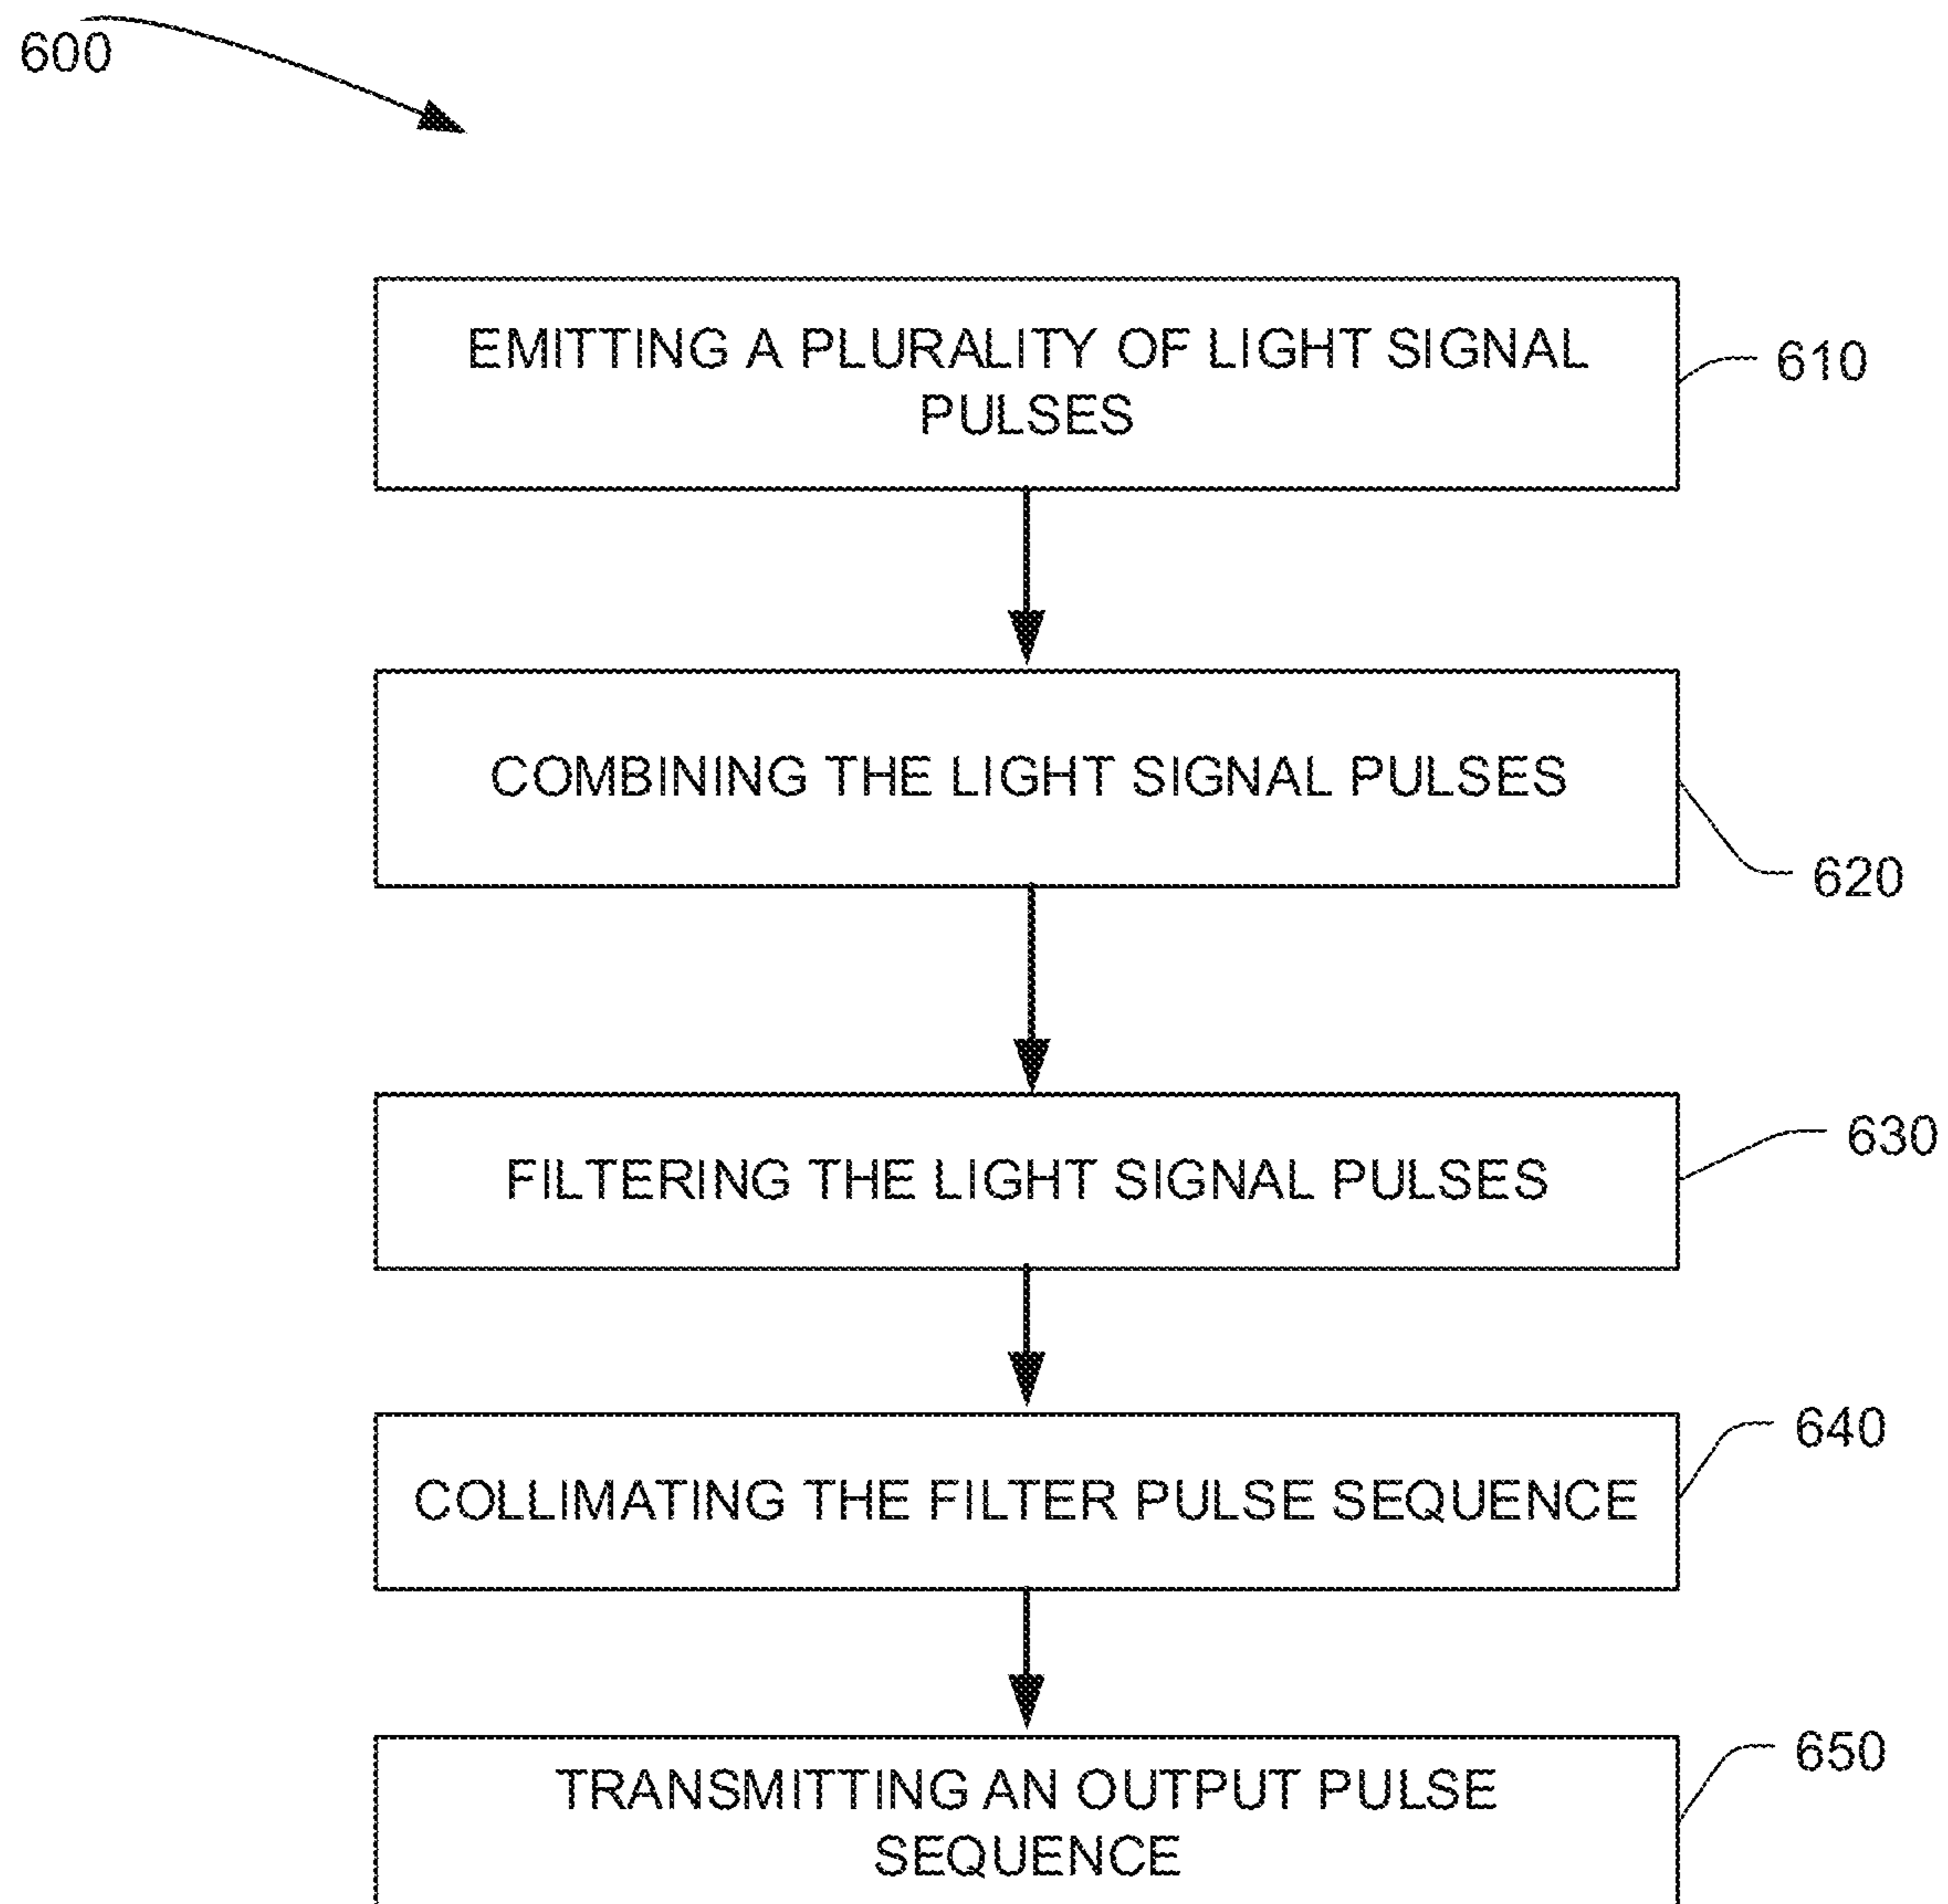 600
EMITTING A PLURALITY OF LIGHT SIGNAL
PULSES
610
COMBINING THE LIGHT SIGNAL PULSES
620
FILTERING THE LIGHT SIGNAL PULSES
630
COLLIMATING THE FILTER PULSE SEQUENCE
640
TRANSMITTING AN OUTPUT PULSE
SEQUENCE
650